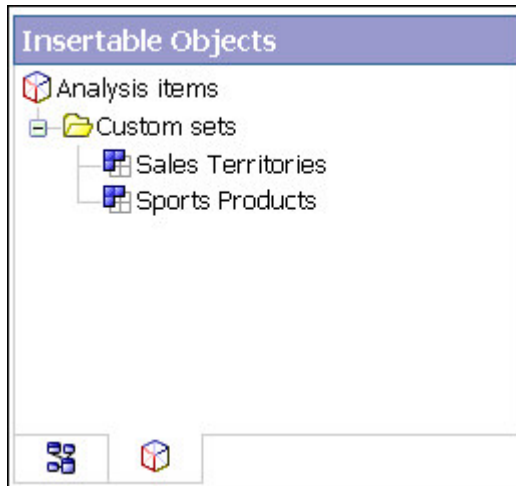 Insertable Objects
Analysis items
Custom sets
Sales Territories
Sports Products